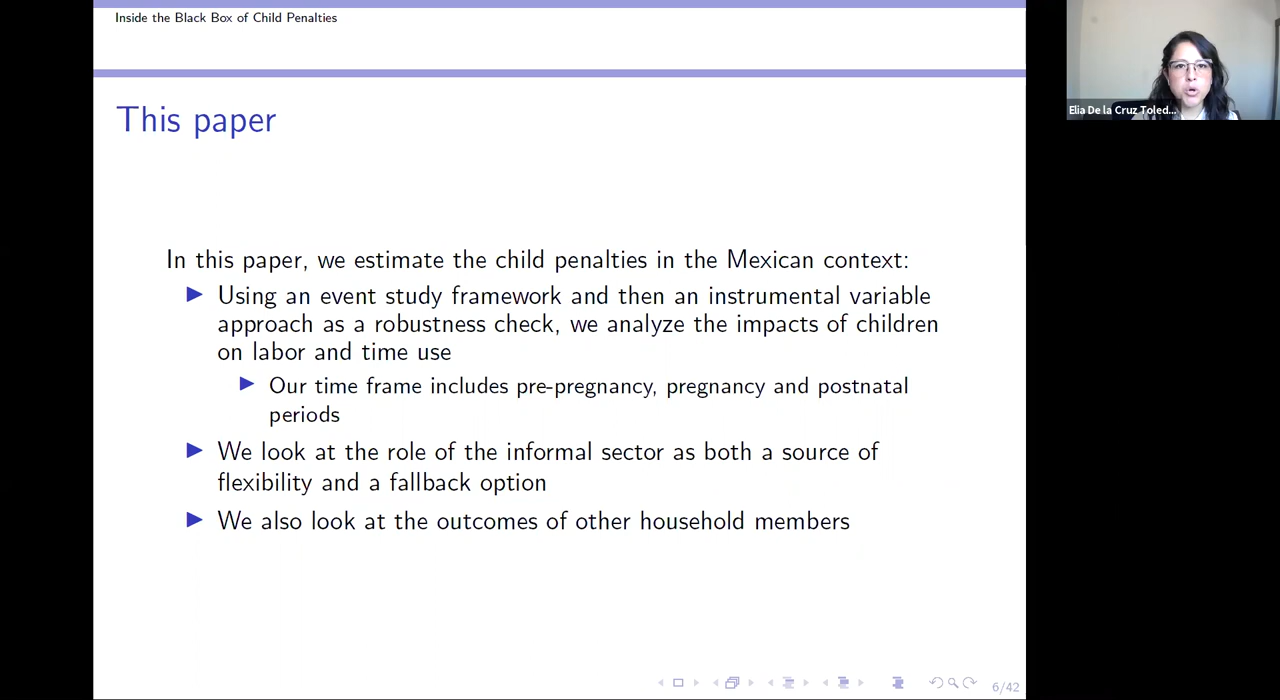 Inside the Black Box of Child Penalties
Elia De la Cruz Toled...
This paper
In this paper, we estimate the child penalties in the Mexican context:
Using an event study framework and then an instrumental variable
approach as a robustness check, we analyze the impacts of children
on labor and time use
Our time frame includes pre-pregnancy, pregnancy and postnatal
periods
We look at the role of the informal sector as both a source of
flexibility and a fallback option
We also look at the outcomes of other household members
6/42